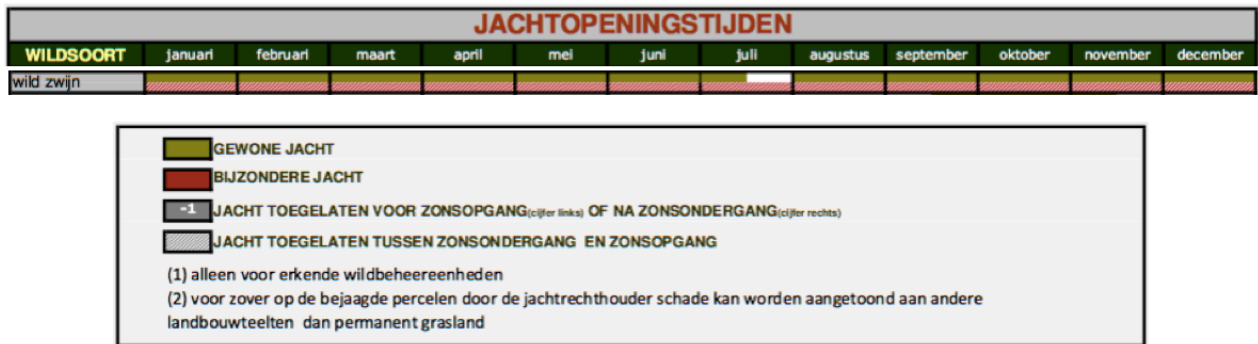 JACHTOPENINGSTIJDEN
WILDSOORT januari februari maart april mei juni juli augustus september oktober november december
wild zwijn
GEWONE JACHT
BIJZONDERE JACHT
-1 JACHT TOEGELATEN VOOR ZONSOPGANG(cijfer links) OF NA ZONSONDERGANG(cijfer rechts)
JACHT TOEGELATEN TUSSEN ZONSONDERGANG EN ZONSOPGANG
(1) alleen voor erkende wildbeheereenheden
(2) voor zover op de bejaagde percelen door de jachtrechthouder schade kan worden aangetoond aan andere
landbouwteelten dan permanent grasland